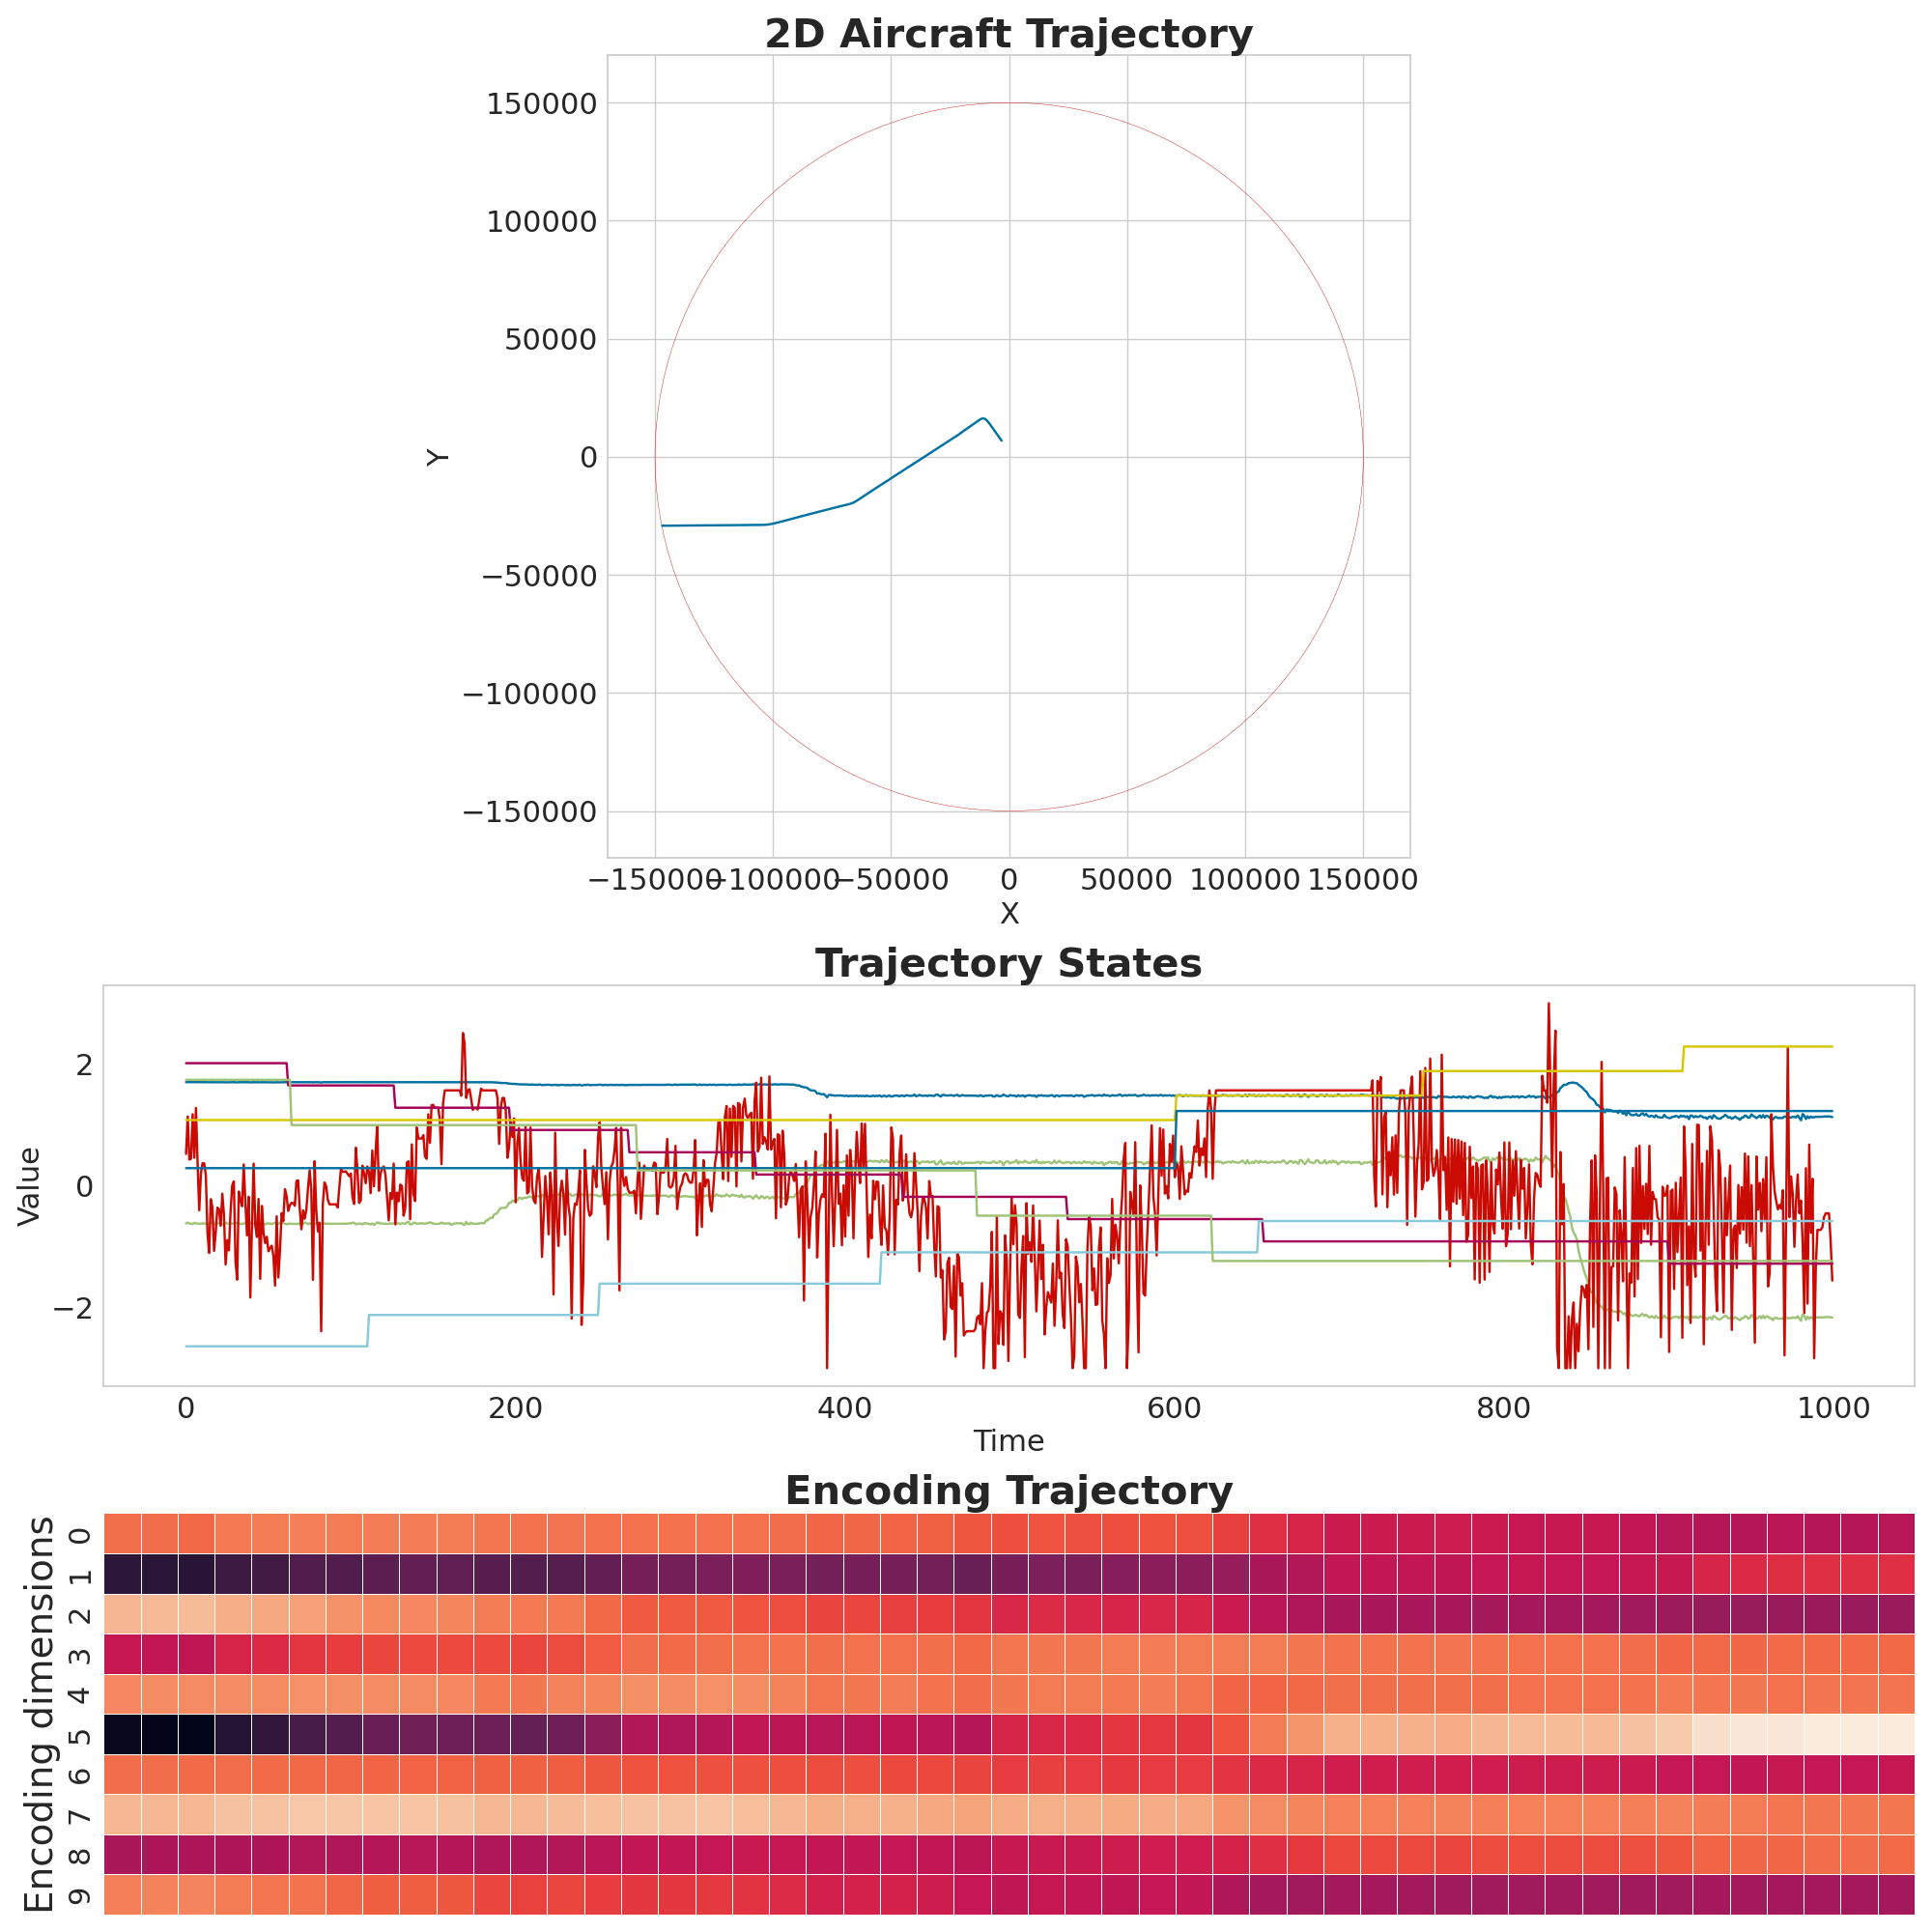 2D Aircraft Trajectory
150000
100000
50000
0
−50000
−100000
−150000
Y
−150000 −100000 −50000 0 50000 100000 150000
X
Trajectory States
2
0
−2
Value
0 200 400 600 800 1000
Time
Encoding Trajectory
Encoding dimensions
0
1
2
3
4
5
6
7
8
9